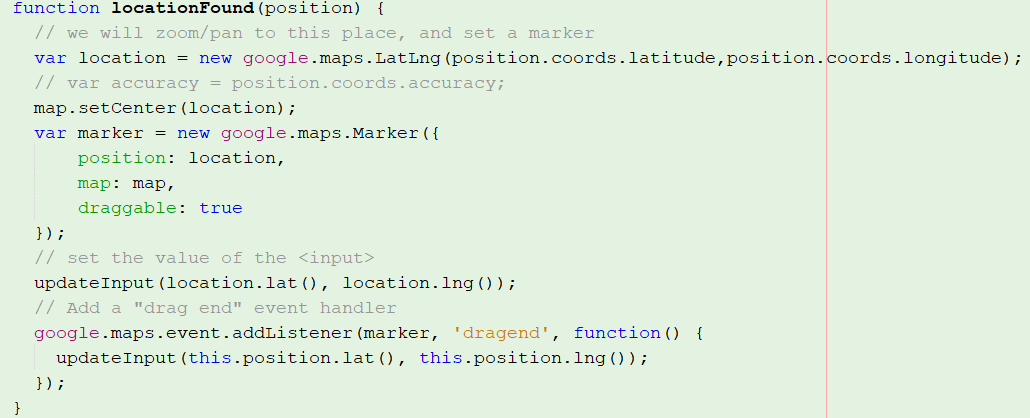 function locationFound(position) {
  // we will zoom/pan to this place, and set a marker
  var location = new google.maps.LatLng(position.coords.latitude,position.coords.longitude);
  // var accuracy = position.coords.accuracy;
  map.setCenter(location);
  var marker = new google.maps.Marker({
      position: location,
      map: map,
      draggable: true
  });
  // set the value of the <input>
  updateInput(location.lat(), location.lng());
  // Add a "drag end" event handler
  google.maps.event.addListener(marker, 'dragend', function() {
    updateInput(this.position.lat(), this.position.lng());
  });
}